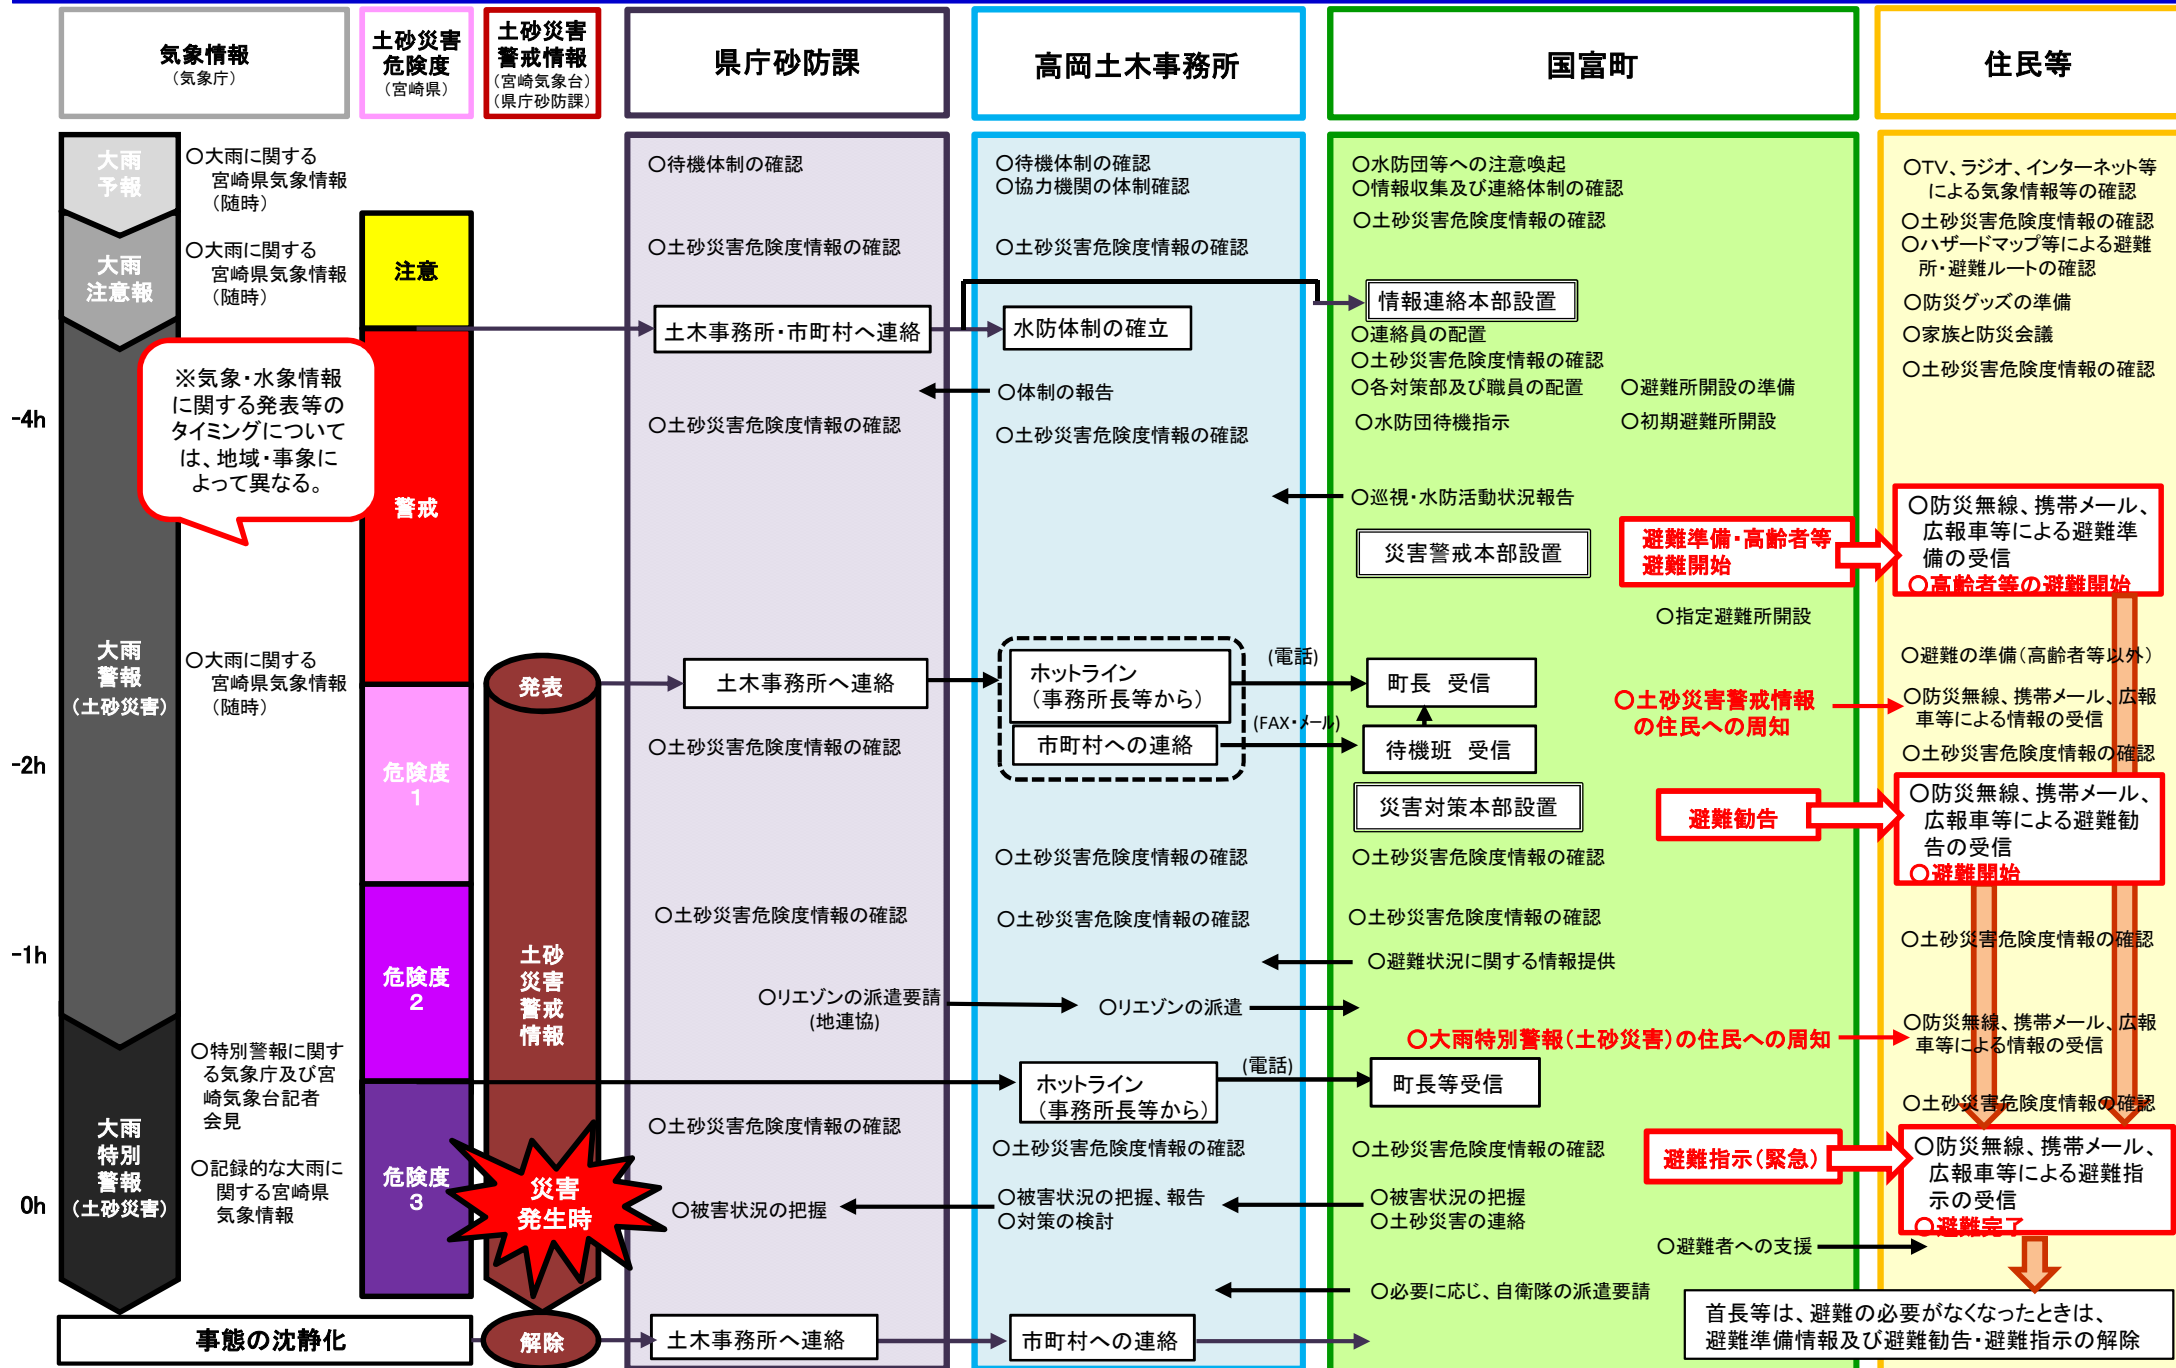 気象情報
（気象庁）
土砂災害
危険度
（宮崎県）
土砂災害
警戒情報
（宮崎気象台）
（県庁砂防課）
県庁砂防課
高岡土木事務所
国富町
住民等
大雨
予報
○大雨に関する
宮崎県気象情報
（随時）
大雨
注意報
○大雨に関する
宮崎県気象情報
（随時）
※気象・水象情報
に関する発表等の
タイミングについて
は、地域・事象に
よって異なる。
-4h
大雨
警報
（土砂災害）
○大雨に関する
宮崎県気象情報
（随時）
-2h
-1h
大雨
特別
警報
（土砂災害）
○特別警報に関す
る気象庁及び宮
崎気象台記者
会見
○記録的な大雨に
関する宮崎県
気象情報
0h
事態の沈静化
注意
警戒
危険度
1
危険度
2
危険度
3
発表
土砂
災害
警戒
情報
災害
発生時
解除
○待機体制の確認
○土砂災害危険度情報の確認
土木事務所・市町村へ連絡
○土砂災害危険度情報の確認
土木事務所へ連絡
○土砂災害危険度情報の確認
○土砂災害危険度情報の確認
○リエゾンの派遣要請
(地連協)
○土砂災害危険度情報の確認
○被害状況の把握
土木事務所へ連絡
○待機体制の確認
○協力機関の体制確認
○土砂災害危険度情報の確認
水防体制の確立
○体制の報告
○土砂災害危険度情報の確認
ホットライン
（事務所長等から）
(電話)
市町村への連絡
(FAX・メール)
○土砂災害危険度情報の確認
○土砂災害危険度情報の確認
○リエゾンの派遣
ホットライン
（事務所長等から）
(電話)
○土砂災害危険度情報の確認
○被害状況の把握、報告
○対策の検討
市町村への連絡
○水防団等への注意喚起
○情報収集及び連絡体制の確認
○土砂災害危険度情報の確認
情報連絡本部設置
○連絡員の配置
○土砂災害危険度情報の確認
○各対策部及び職員の配置
○避難所開設の準備
○水防団待機指示
○初期避難所開設
○巡視・水防活動状況報告
災害警戒本部設置
避難準備・高齢者等
避難開始
○指定避難所開設
町長 受信
○土砂災害警戒情報
の住民への周知
待機班 受信
災害対策本部設置
避難勧告
○土砂災害危険度情報の確認
○土砂災害危険度情報の確認
○避難状況に関する情報提供
○大雨特別警報（土砂災害）の住民への周知
町長等受信
○土砂災害危険度情報の確認
避難指示（緊急）
○被害状況の把握
○土砂災害の連絡
○避難者への支援
○必要に応じ、自衛隊の派遣要請
○TV、ラジオ、インターネット等
による気象情報等の確認
○土砂災害危険度情報の確認
○ハザードマップ等による避難
所・避難ルートの確認
○防災グッズの準備
○家族と防災会議
○土砂災害危険度情報の確認
○防災無線、携帯メール、
広報車等による避難準
備の受信
○高齢者等の避難開始
○避難の準備（高齢者等以外）
○防災無線、携帯メール、広報
車等による情報の受信
○土砂災害危険度情報の確認
○防災無線、携帯メール、
広報車等による避難勧
告の受信
○避難開始
○土砂災害危険度情報の確認
○防災無線、携帯メール、広報
車等による情報の受信
○土砂災害危険度情報の確認
○防災無線、携帯メール、
広報車等による避難指
示の受信
○避難完了
首長等は、避難の必要がなくなったときは、
避難準備情報及び避難勧告・避難指示の解除